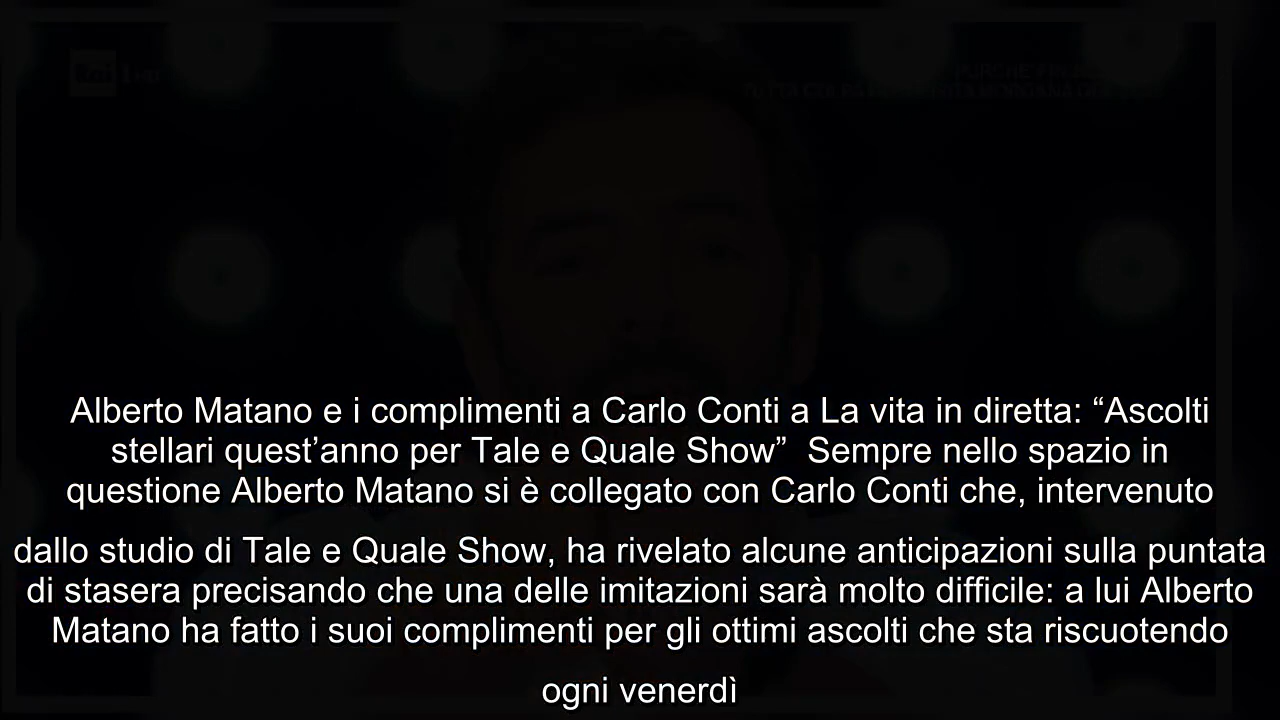 Alberto Matano e i complimenti a Carlo Conti a La vita in diretta: “Ascolti
stellari quest’anno per Tale e Quale Show”  Sempre nello spazio in
questione Alberto Matano si è collegato con Carlo Conti che, intervenuto
dallo studio di Tale e Quale Show, ha rivelato alcune anticipazioni sulla puntata
di stasera precisando che una delle imitazioni sarà molto difficile: a lui Alberto
Matano ha fatto i suoi complimenti per gli ottimi ascolti che sta riscuotendo
ogni venerdì